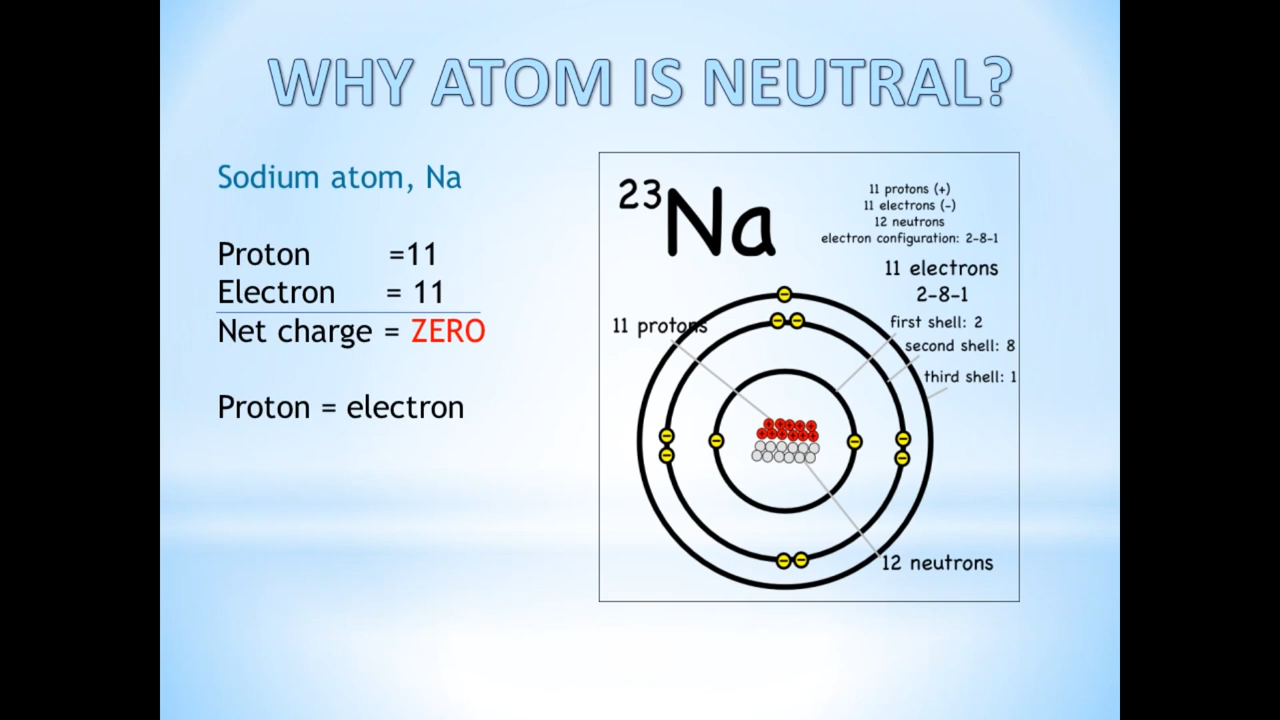 WHY ATOM IS NEUTRAL?
Sodium atom, Na
Proton =11
Electron = 11
Net charge = ZERO
Proton = electron
23Na
11 protons (+)
11 electrons (-)
12 neutrons
electron configuration: 2-8-1
11 electrons
2-8-1
11 protons
first shell: 2
second shell: 8
third shell: 1
12 neutrons